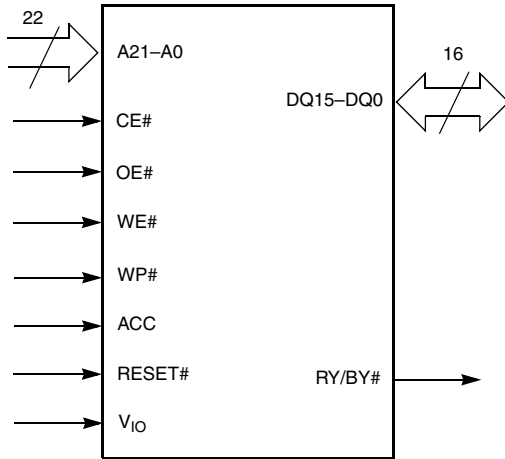 22
A21–A0
16
DQ15–DQ0
CE#
OE#
WE#
WP#
ACC
RESET#
RY/BY#
VIO